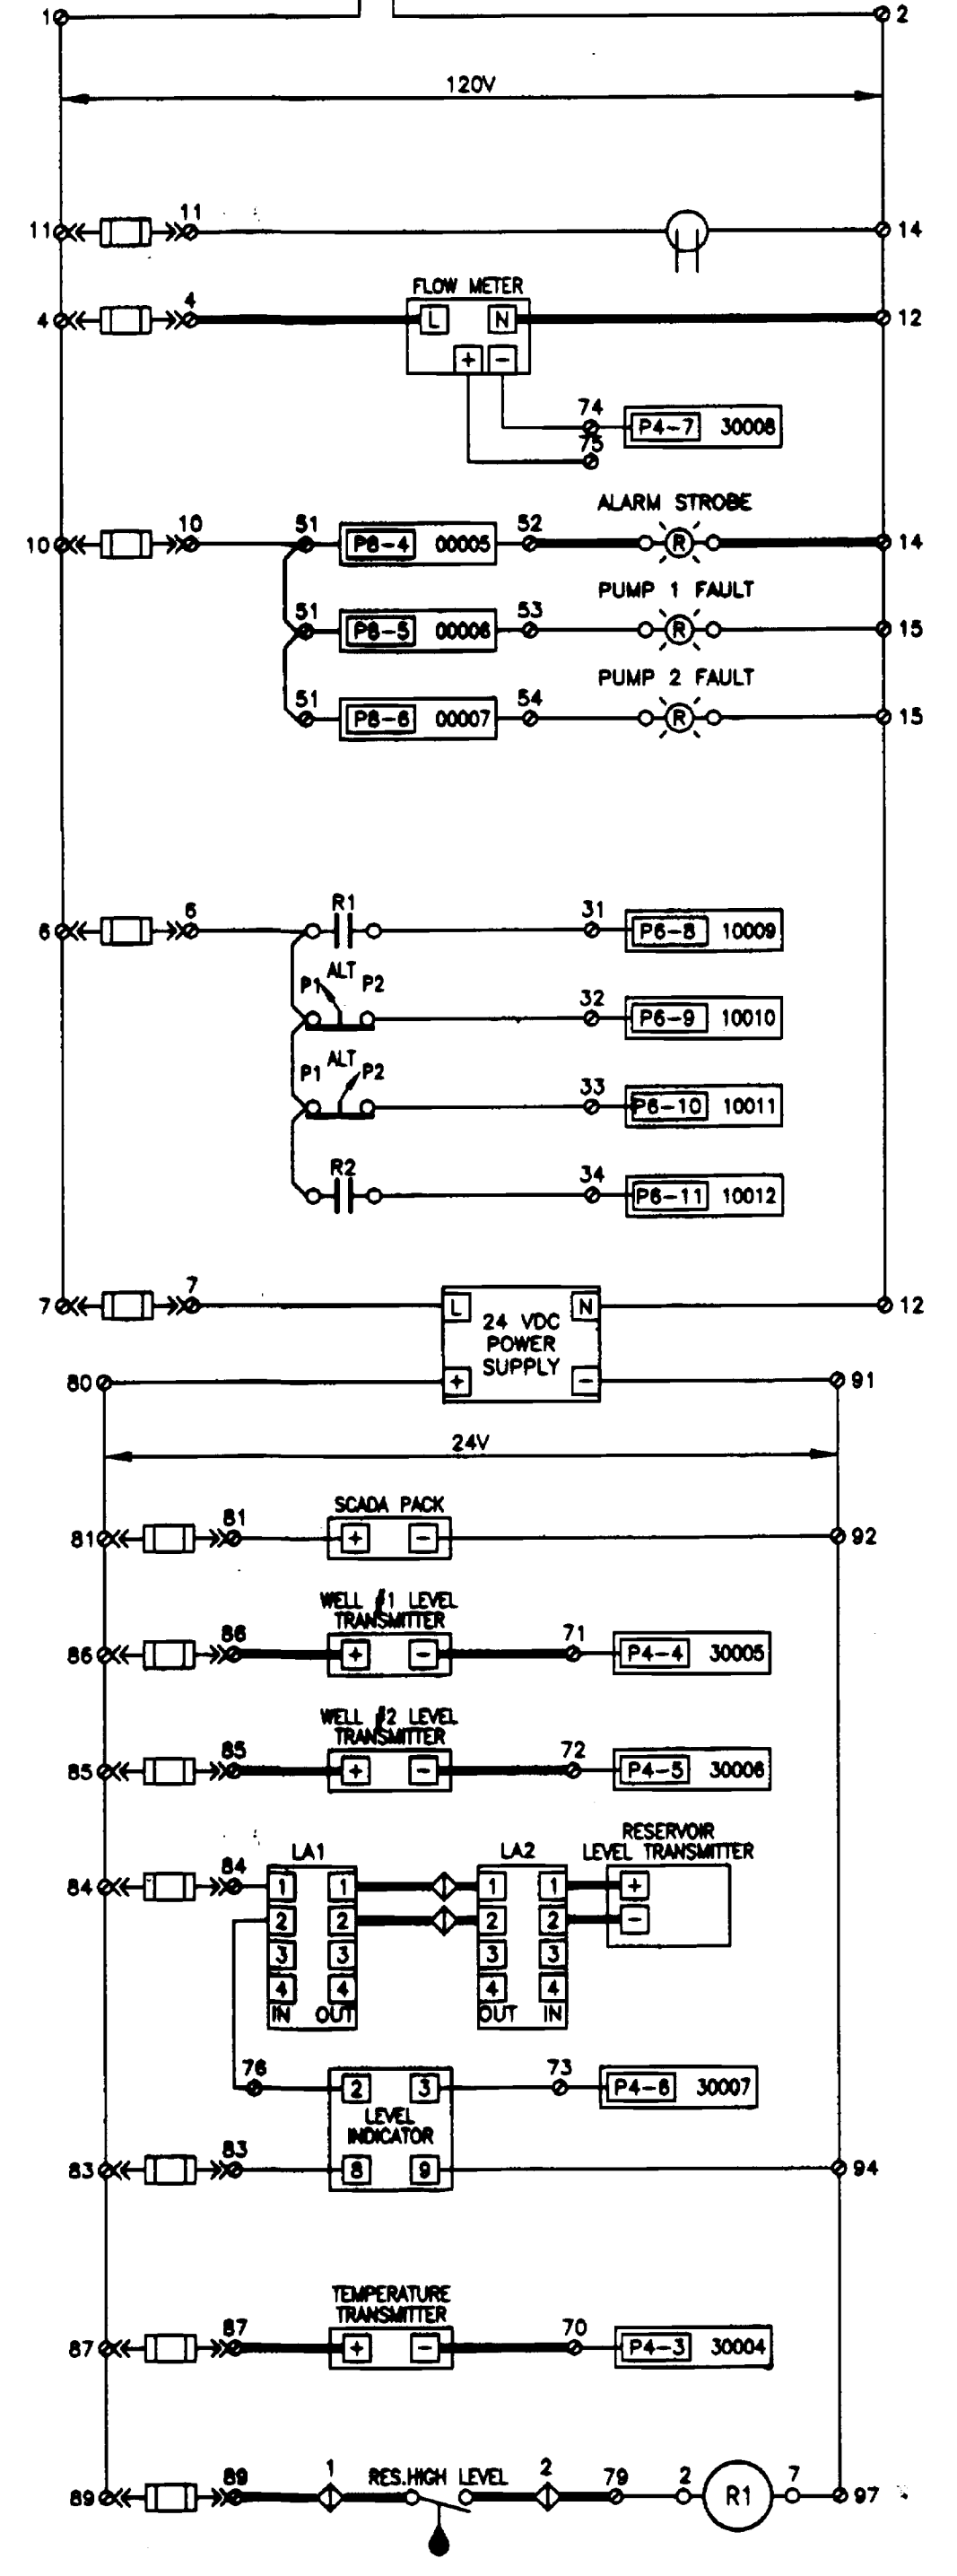 1 2
120V
11 11 14
FLOW METER
4 4 L N 12
+ −
74 P4-7 30008
75
ALARM STROBE
10 10 51 P8-4 00005 52 R 14
PUMP 1 FAULT
51 P8-5 00006 53 R 15
PUMP 2 FAULT
51 P8-6 00007 54 R 15
6 6 R1 31 P6-8 10009
P1 ALT P2
32 P6-9 10010
P1 ALT P2
33 P6-10 10011
R2 34 P6-11 10012
7 7 L N 12
24 VDC
POWER
SUPPLY
80 + − 91
24V
SCADA PACK
81 81 + − 92
WELL #1 LEVEL
TRANSMITTER
86 86 + − 71 P4-4 30005
WELL #2 LEVEL
TRANSMITTER
85 85 + − 72 P4-5 30006
RESERVOIR
LA1 LA2 LEVEL TRANSMITTER
84 84 1 1 1 1 +
2 2 2 2 −
3 3 3 3
4 4 4 4
IN OUT OUT IN
76 2 3 73 P4-6 30007
LEVEL
INDICATOR
83 83 8 9 94
TEMPERATURE
TRANSMITTER
87 87 + − 70 P4-3 30004
89 89 1 RES.HIGH LEVEL 2 79 2 R1 7 97